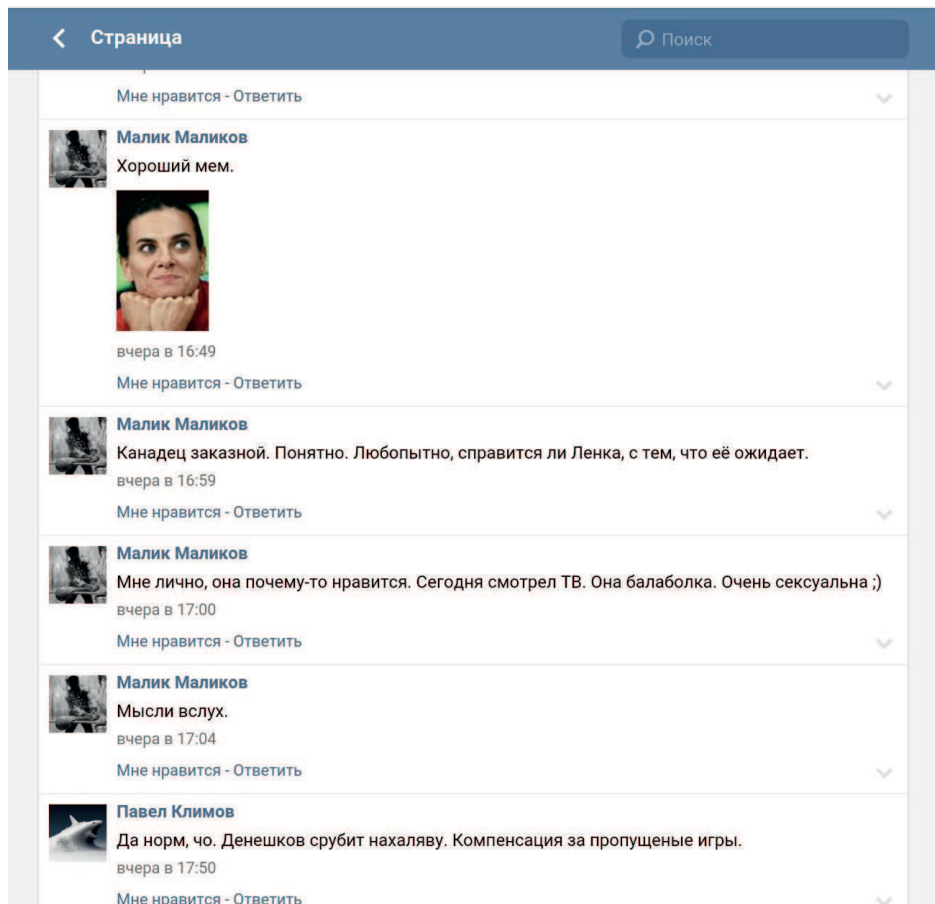 Страница
Поиск
Мне нравится - Ответить
Малик Маликов
Хороший мем.
вчера в 16:49
Мне нравится - Ответить
Малик Маликов
Канадец заказной. Понятно. Любопытно, справится ли Ленка, с тем, что её ожидает.
вчера в 16:59
Мне нравится - Ответить
Малик Маликов
Мне лично, она почему-то нравится. Сегодня смотрел ТВ. Она балаболка. Очень сексуальна ;)
вчера в 17:00
Мне нравится - Ответить
Малик Маликов
Мысли вслух.
вчера в 17:04
Мне нравится - Ответить
Павел Климов
Да норм, чо. Денешков срубит нахаляву. Компенсация за пропущеные игры.
вчера в 17:50
Мне нравится - Ответить